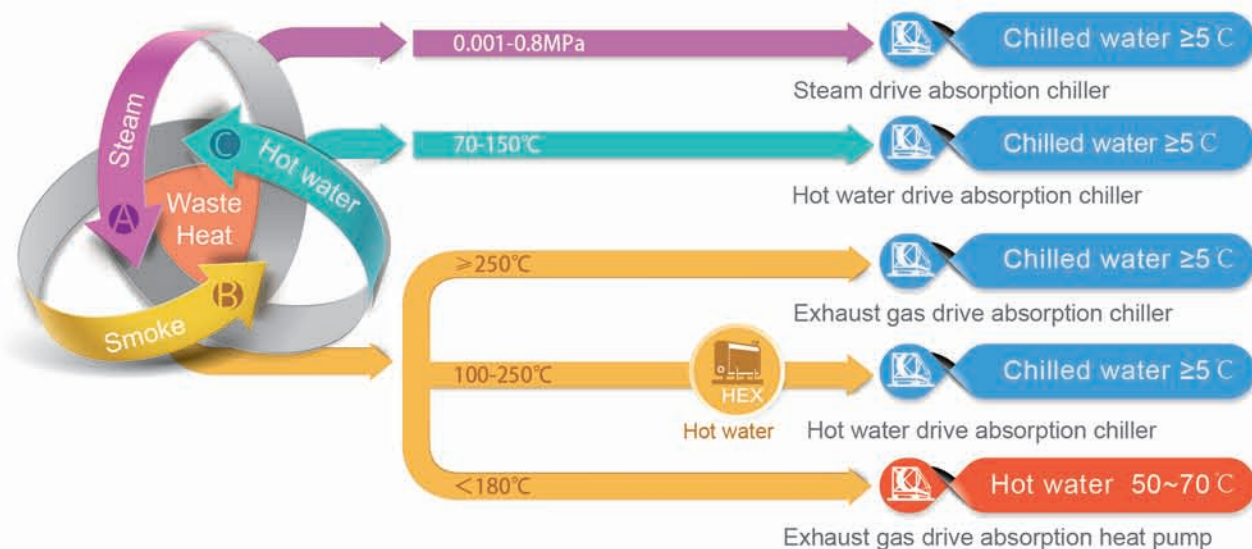 0.001-0.8MPa
Chilled water ≥5℃
Steam drive absorption chiller
Steam
C
Hot water
70-150℃
Chilled water ≥5℃
Hot water drive absorption chiller
Waste
Heat
A
B
Smoke
≥250℃
Chilled water ≥5℃
Exhaust gas drive absorption chiller
100-250℃
HEX
Hot water
Chilled water ≥5℃
Hot water drive absorption chiller
<180℃
Hot water 50~70℃
Exhaust gas drive absorption heat pump